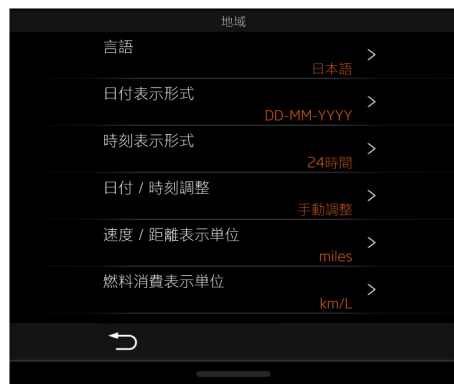 地域
言語
日本語
日付表示形式
DD-MM-YYYY
時刻表示形式
24時間
日付 / 時刻調整
手動調整
速度 / 距離表示単位
miles
燃料消費表示単位
km/L